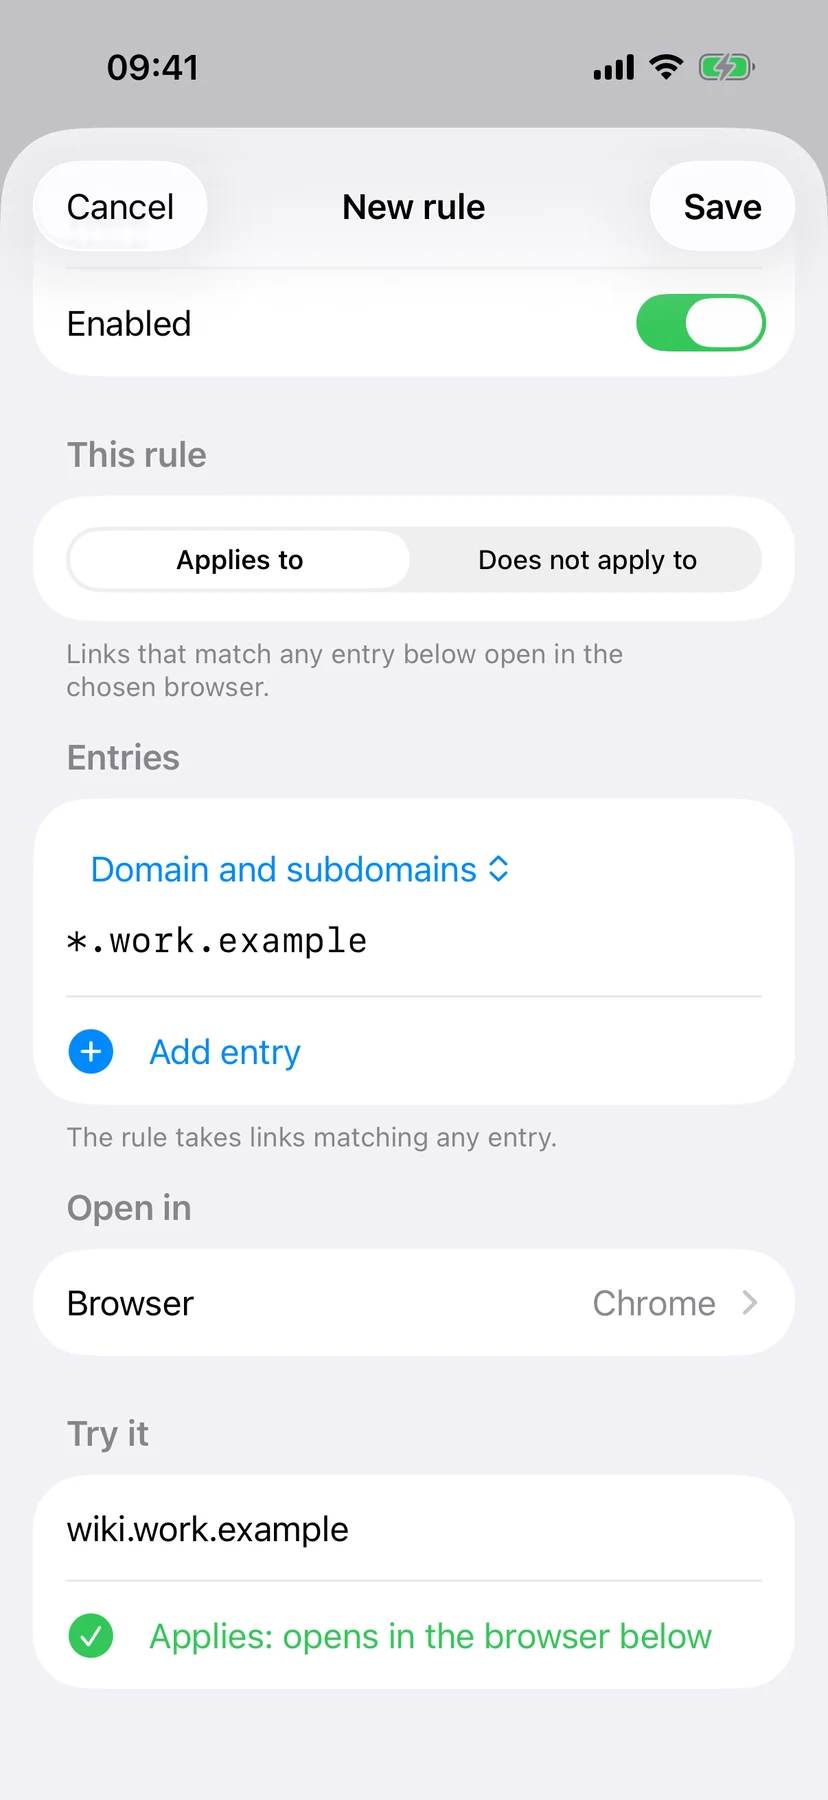 09:41
Cancel
New rule
Save
Enabled
This rule
Applies to
Does not apply to
Links that match any entry below open in the
chosen browser.
Entries
Domain and subdomains
*.work.example
Add entry
The rule takes links matching any entry.
Open in
Browser
Chrome
Try it
wiki.work.example
Applies: opens in the browser below